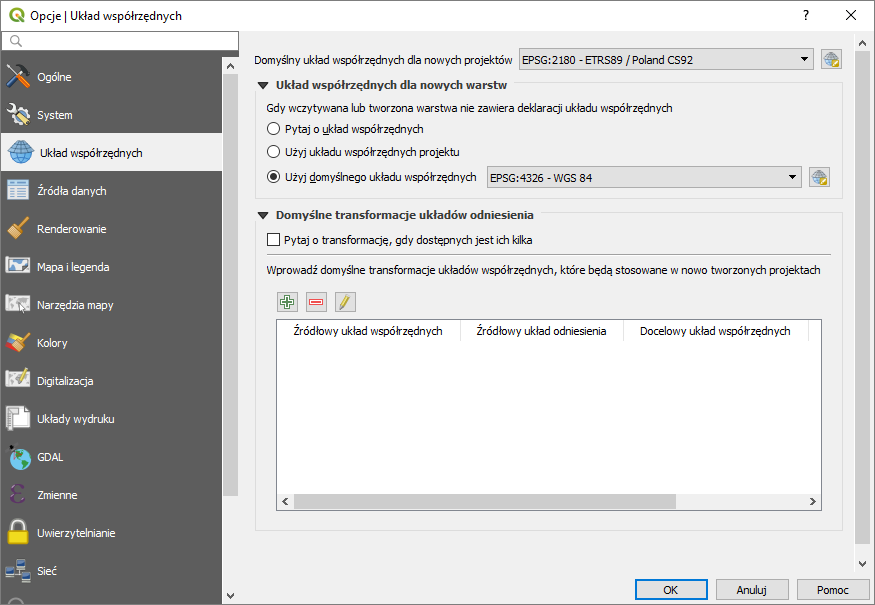 Opcje | Układ współrzędnych
?
Ogólne
System
Układ współrzędnych
Źródła danych
Renderowanie
Mapa i legenda
Narzędzia mapy
Kolory
Digitalizacja
Układy wydruku
GDAL
Zmienne
Uwierzytelnianie
Sieć
Domyślny układ współrzędnych dla nowych projektów EPSG:2180 - ETRS89 / Poland CS92
Układ współrzędnych dla nowych warstw
Gdy wczytywana lub tworzona warstwa nie zawiera deklaracji układu współrzędnych
Pytaj o układ współrzędnych
Użyj układu współrzędnych projektu
Użyj domyślnego układu współrzędnych EPSG:4326 - WGS 84
Domyślne transformacje układów odniesienia
Pytaj o transformację, gdy dostępnych jest ich kilka
Wprowadź domyślne transformacje układów współrzędnych, które będą stosowane w nowo tworzonych projektach
Źródłowy układ współrzędnych Źródłowy układ odniesienia Docelowy układ współrzędnych
OK Anuluj Pomoc